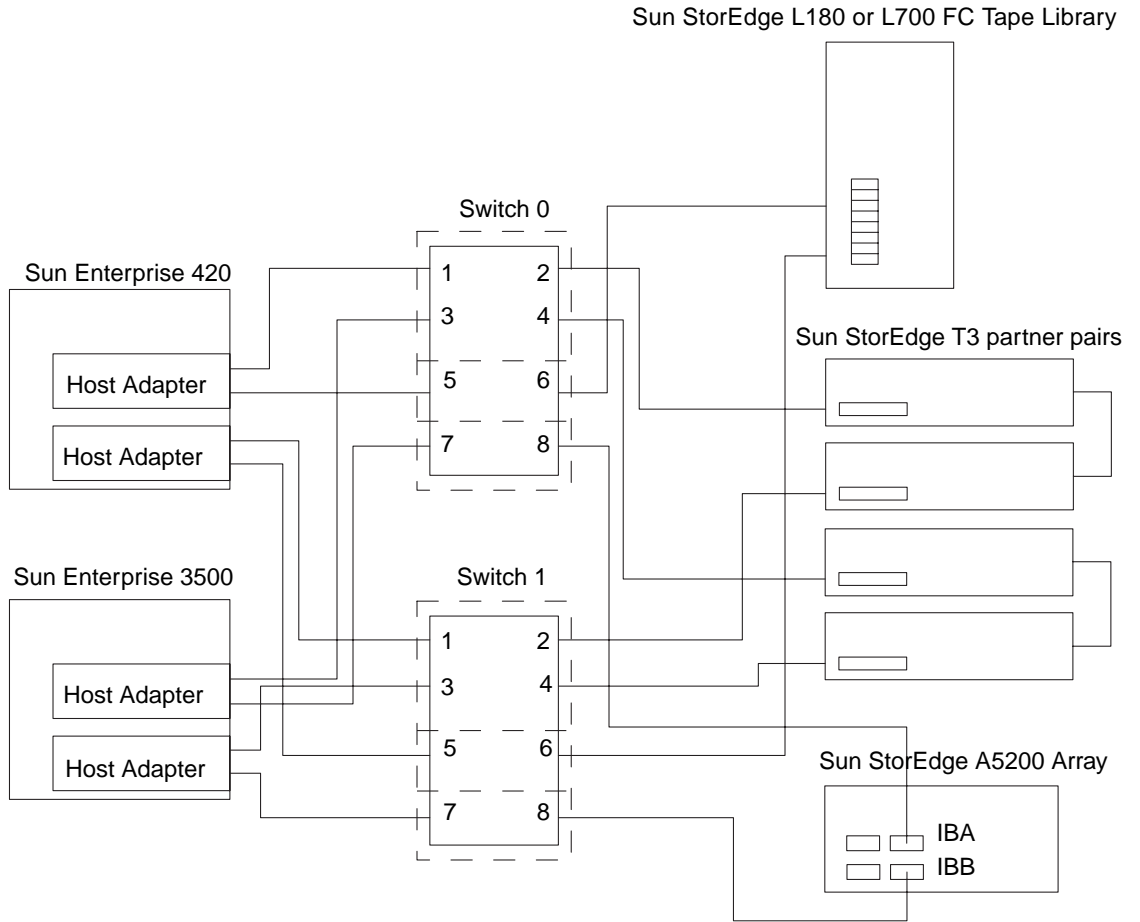 Sun StorEdge L180 or L700 FC Tape Library
Switch 0
Sun Enterprise 420
1 2
3 4
Sun StorEdge T3 partner pairs
Host Adapter
5 6
7 8
Host Adapter
Sun Enterprise 3500
Switch 1
1 2
3 4
Host Adapter
5 6
Host Adapter
Sun StorEdge A5200 Array
7 8
IBA
IBB